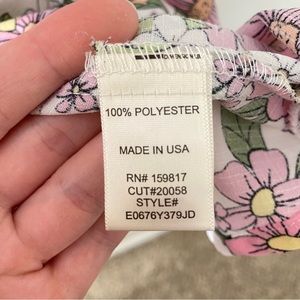 100% POLYESTER
MADE IN USA
RN# 159817
CUT#20058
STYLE#
E0676Y379JD